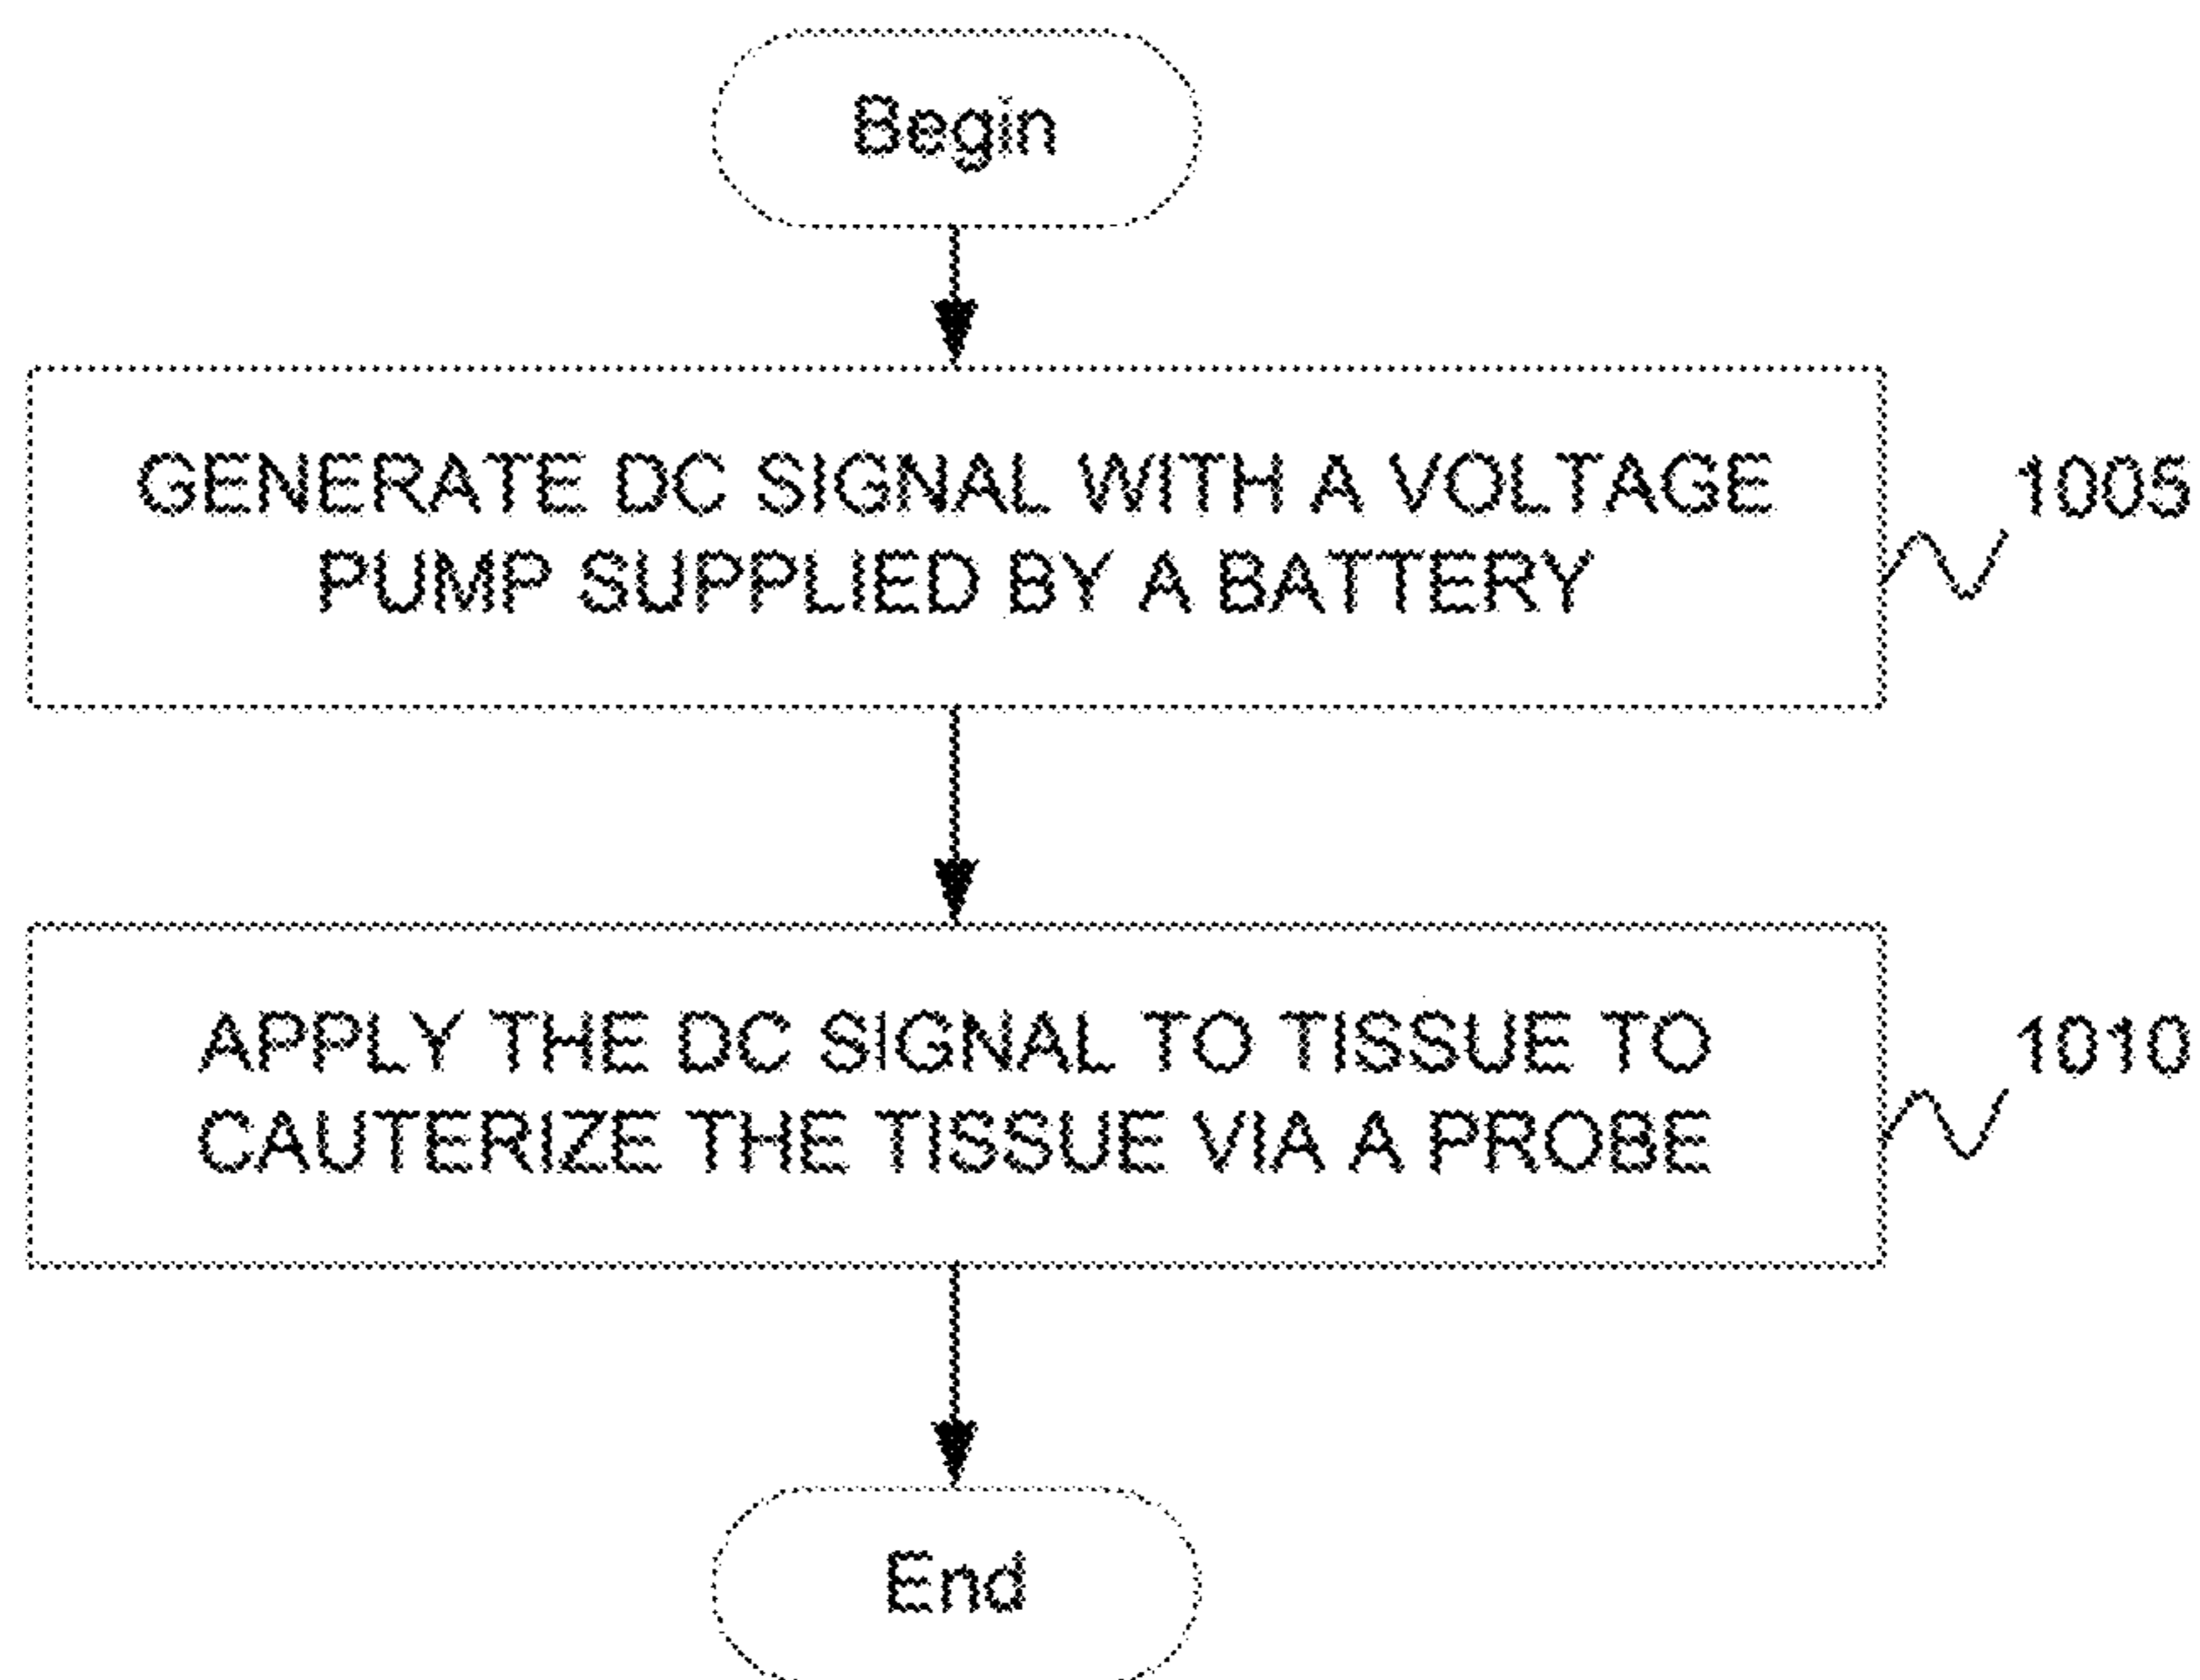 Begin
GENERATE DC SIGNAL WITH A VOLTAGE
PUMP SUPPLIED BY A BATTERY
1005
APPLY THE DC SIGNAL TO TISSUE TO
CAUTERIZE THE TISSUE VIA A PROBE
1010
End